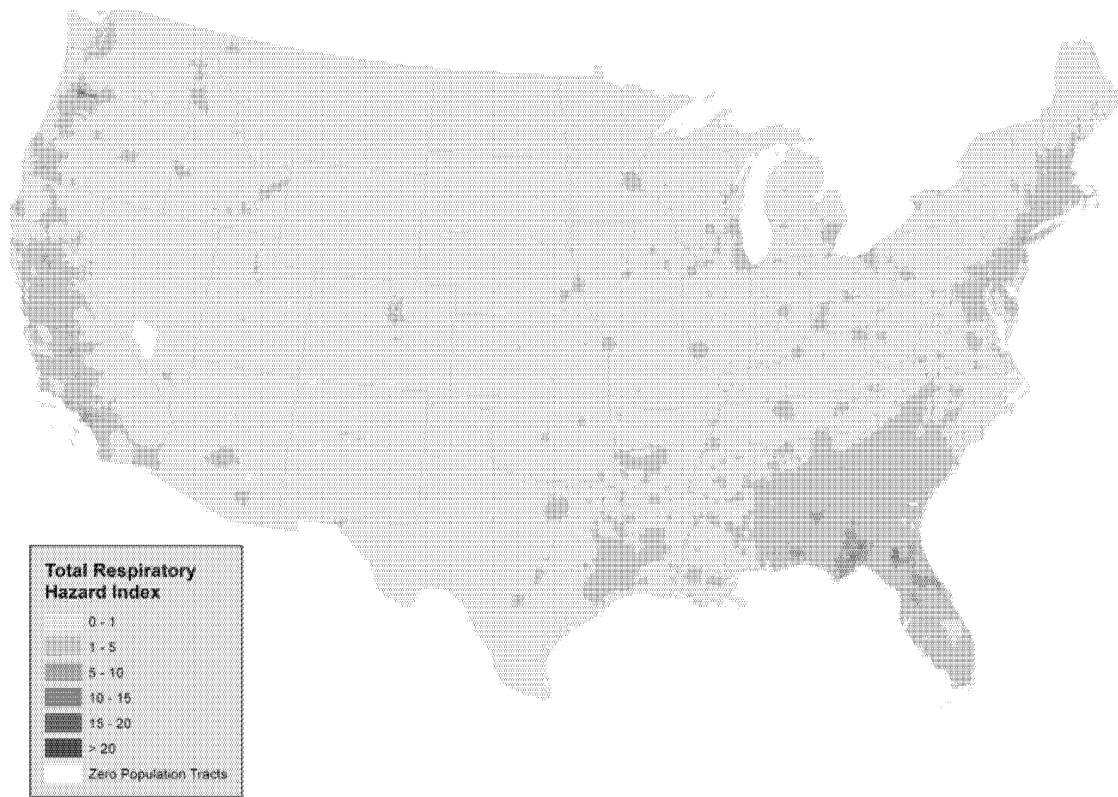 Total Respiratory
Hazard Index
0 - 1
1 - 5
5 - 10
10 - 15
15 - 20
> 20
Zero Population Tracts